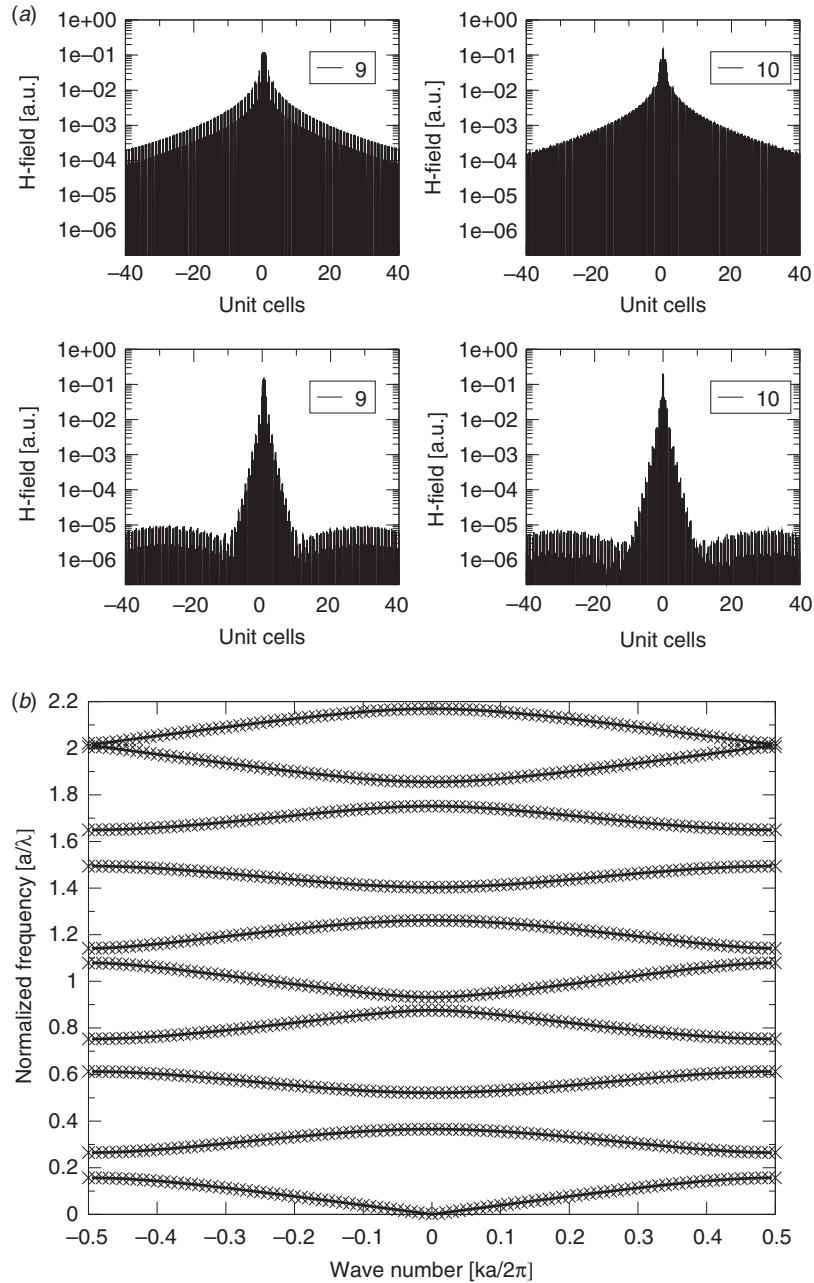 (a)
1e+00
1e−01
1e−02
1e−03
1e−04
1e−05
1e−06
H-field [a.u.]
9
−40 −20 0 20 40
Unit cells
1e+00
1e−01
1e−02
1e−03
1e−04
1e−05
1e−06
H-field [a.u.]
10
−40 −20 0 20 40
Unit cells
1e+00
1e−01
1e−02
1e−03
1e−04
1e−05
1e−06
H-field [a.u.]
9
−40 −20 0 20 40
Unit cells
1e+00
1e−01
1e−02
1e−03
1e−04
1e−05
1e−06
H-field [a.u.]
10
−40 −20 0 20 40
Unit cells
(b)
2.2
2
1.8
1.6
1.4
1.2
1
0.8
0.6
0.4
0.2
0
Normalized frequency [a/λ]
−0.5 −0.4 −0.3 −0.2 −0.1 0 0.1 0.2 0.3 0.4 0.5
Wave number [ka/2π]